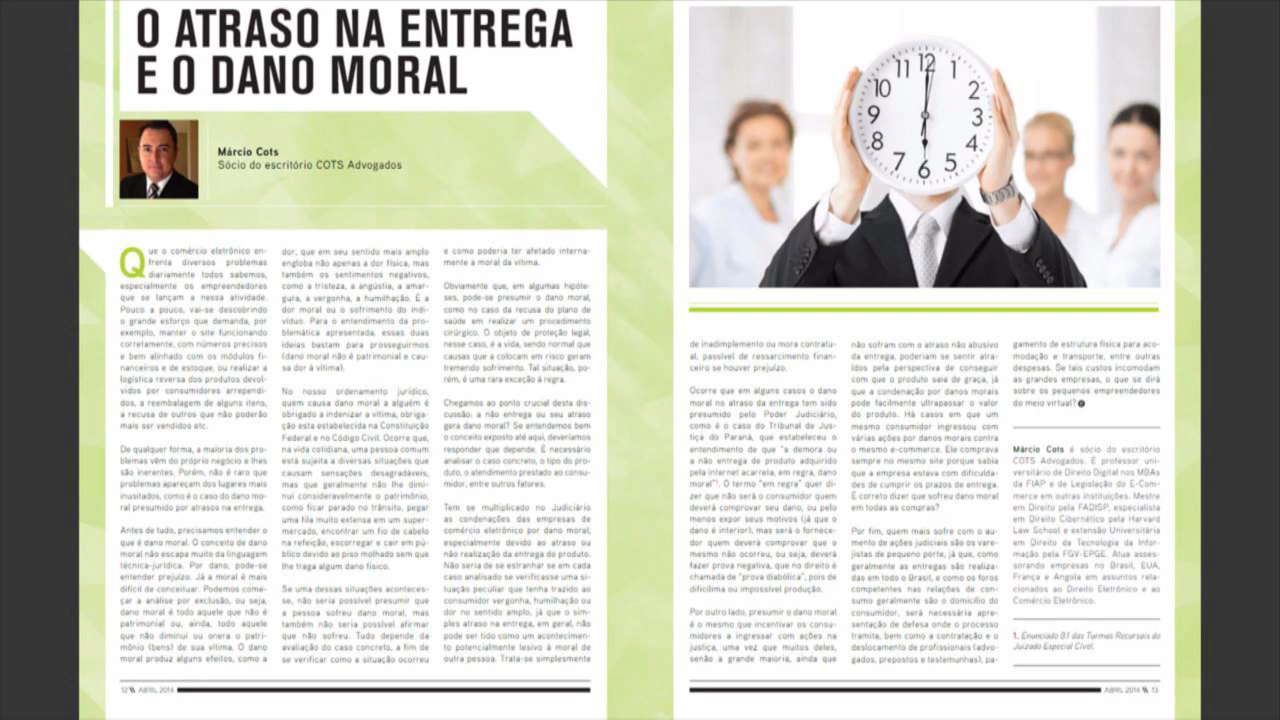 O ATRASO NA ENTREGA
E O DANO MORAL
Márcio Cots
Sócio do escritório COTS Advogados
Que o comércio eletrônico en-
frenta diversos problemas
diariamente todos sabemos,
especialmente os empreendedores
que se lançam a nessa atividade.
Pouco a pouco, vai-se descobrindo
o grande esforço que demanda, por
exemplo, manter o site funcionando
corretamente, com números precisos
e bem alinhado com os módulos fi-
nanceiros e de estoque, ou realizar a
logística reversa dos produtos devol-
vidos por consumidores arrependi-
dos, a reembalagem de alguns itens,
a recusa de outros que não poderão
mais ser vendidos etc.
De qualquer forma, a maioria dos pro-
blemas vêm do próprio negócio e lhes
são inerentes. Porém, não é raro que
problemas apareçam dos lugares mais
inusitados, como é o caso do dano mo-
ral presumido por atrasos na entrega.
Antes de tudo, precisamos entender o
que é dano moral. O conceito de dano
moral não escapa muito da linguagem
técnica-jurídica. Por dano, pode-se
entender prejuízo. Já a moral é mais
difícil de conceituar. Podemos come-
çar a análise por exclusão, ou seja,
dano moral é todo aquele que não é
patrimonial ou, ainda, todo aquele
que não diminui ou onera o patri-
mônio (bens) de sua vítima. O dano
moral produz alguns efeitos, como a
dor, que em seu sentido mais amplo
engloba não apenas a dor física, mas
também os sentimentos negativos,
como a tristeza, a angústia, a amar-
gura, a vergonha, a humilhação. É a
dor moral ou o sofrimento do indi-
víduo. Para o entendimento da pro-
blemática apresentada, essas duas
ideias bastam para prosseguirmos
(dano moral não é patrimonial e cau-
sa dor à vítima).
No nosso ordenamento jurídico,
quem causa dano moral a alguém é
obrigado a indenizar a vítima, obriga-
ção esta estabelecida na Constituição
Federal e no Código Civil. Ocorre que,
na vida cotidiana, uma pessoa comum
está sujeita a diversas situações que
causam sensações desagradáveis,
mas que geralmente não lhe dimi-
nui consideravelmente o patrimônio,
como ficar parado no trânsito, pegar
uma fila muito extensa em um super-
mercado, encontrar um fio de cabelo
na refeição, escorregar e cair em pú-
blico devido ao piso molhado sem que
lhe traga algum dano físico.
Se uma dessas situações aconteces-
se, não seria possível presumir que
a pessoa sofreu dano moral, mas
também não seria possível afirmar
que não sofreu. Tudo depende da
avaliação do caso concreto, a fim de
se verificar como a situação ocorreu
e como poderia ter afetado interna-
mente a moral da vítima.
Obviamente que, em algumas hipóte-
ses, pode-se presumir o dano moral,
como no caso da recusa do plano de
saúde em realizar um procedimento
cirúrgico. O objeto de proteção legal,
nesse caso, é a vida, sendo normal que
causas que a colocam em risco geram
tremendo sofrimento. Tal situação, po-
rém, é uma rara exceção à regra.
Chegamos ao ponto crucial desta dis-
cussão: a não entrega ou seu atraso
gera dano moral? Se entendemos bem
o conceito exposto até aqui, deveríamos
responder que depende. É necessário
analisar o caso concreto, o tipo do pro-
duto, o atendimento prestado ao consu-
midor, entre outros fatores.
Tem se multiplicado no Judiciário
as condenações das empresas de
comércio eletrônico por dano moral,
especialmente devido ao atraso ou
não realização da entrega do produto.
Não seria de se estranhar se em cada
caso analisado se verificasse uma si-
tuação peculiar que tenha trazido ao
consumidor vergonha, humilhação ou
dor no sentido amplo, já que o sim-
ples atraso na entrega, em geral, não
pode ser tido como um acontecimen-
to potencialmente lesivo à moral de
outra pessoa. Trata-se simplesmente
12 \\ ABRIL 2014
11 12 1
10 2
9 3
8 4
7 6 5
de inadimplemento ou mora contratu-
al, passível de ressarcimento finan-
ceiro se houver prejuízo.
Ocorre que em alguns casos o dano
moral no atraso da entrega tem sido
presumido pelo Poder Judiciário,
como é o caso do Tribunal de Jus-
tiça do Paraná, que estabeleceu o
entendimento de que "a demora ou
a não entrega de produto adquirido
pela internet acarreta, em regra, dano
moral"¹. O termo "em regra" quer di-
zer que não será o consumidor quem
deverá comprovar seu dano, ou pelo
menos expor seus motivos (já que o
dano é interior), mas será o fornece-
dor quem deverá comprovar que o
mesmo não ocorreu, ou seja, deverá
fazer prova negativa, que no direito é
chamada de "prova diabólica", pois de
dificílima ou impossível produção.
Por outro lado, presumir o dano moral
é o mesmo que incentivar os consu-
midores a ingressar com ações na
justiça, uma vez que muitos deles,
senão a grande maioria, ainda que
não sofram com o atraso não abusivo
da entrega, poderiam se sentir atra-
ídos pela perspectiva de conseguir
com que o produto saia de graça, já
que a condenação por danos morais
pode facilmente ultrapassar o valor
do produto. Há casos em que um
mesmo consumidor ingressou com
várias ações por danos morais contra
o mesmo e-commerce. Ele comprava
sempre no mesmo site porque sabia
que a empresa estava com dificulda-
des de cumprir os prazos de entrega.
É correto dizer que sofreu dano moral
em todas as compras?
Por fim, quem mais sofre com o au-
mento de ações judiciais são os vare-
jistas de pequeno porte, já que, como
geralmente as entregas são realiza-
das em todo o Brasil, e como os foros
competentes nas relações de con-
sumo geralmente são o domicílio do
consumidor, será necessária apre-
sentação de defesa onde o processo
tramita, bem como a contratação e o
deslocamento de profissionais (advo-
gados, prepostos e testemunhas), pa-
gamento de estrutura física para aco-
modação e transporte, entre outras
despesas. Se tais custos incomodam
as grandes empresas, o que se dirá
sobre os pequenos empreendedores
do meio virtual?
Márcio Cots é sócio do escritório
COTS Advogados. É professor uni-
versitário de Direito Digital nos MBAs
da FIAP e de Legislação do E-Com-
merce em outras instituições. Mestre
em Direito pela FADISP, especialista
em Direito Cibernético pela Harvard
Law School e extensão Universitária
em Direito da Tecnologia da Infor-
mação pela FGV-EPGE. Atua asses-
sorando empresas no Brasil, EUA,
França e Angola em assuntos rela-
cionados ao Direito Eletrônico e ao
Comércio Eletrônico.
1. Enunciado 8.1 das Turmas Recursais do
Juizado Especial Cível.
ABRIL 2014 \\ 13